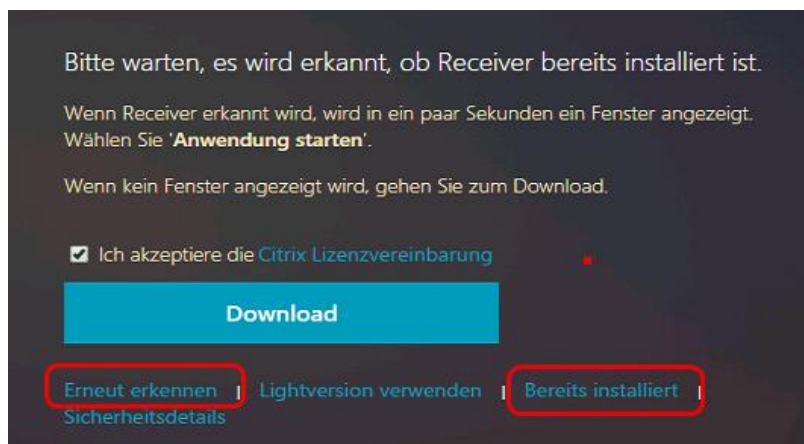 Bitte warten, es wird erkannt, ob Receiver bereits installiert ist.
Wenn Receiver erkannt wird, wird in ein paar Sekunden ein Fenster angezeigt.
Wählen Sie 'Anwendung starten'.
Wenn kein Fenster angezeigt wird, gehen Sie zum Download.
Ich akzeptiere die Citrix Lizenzvereinbarung
Download
Erneut erkennen | Lightversion verwenden | Bereits installiert |
Sicherheitsdetails